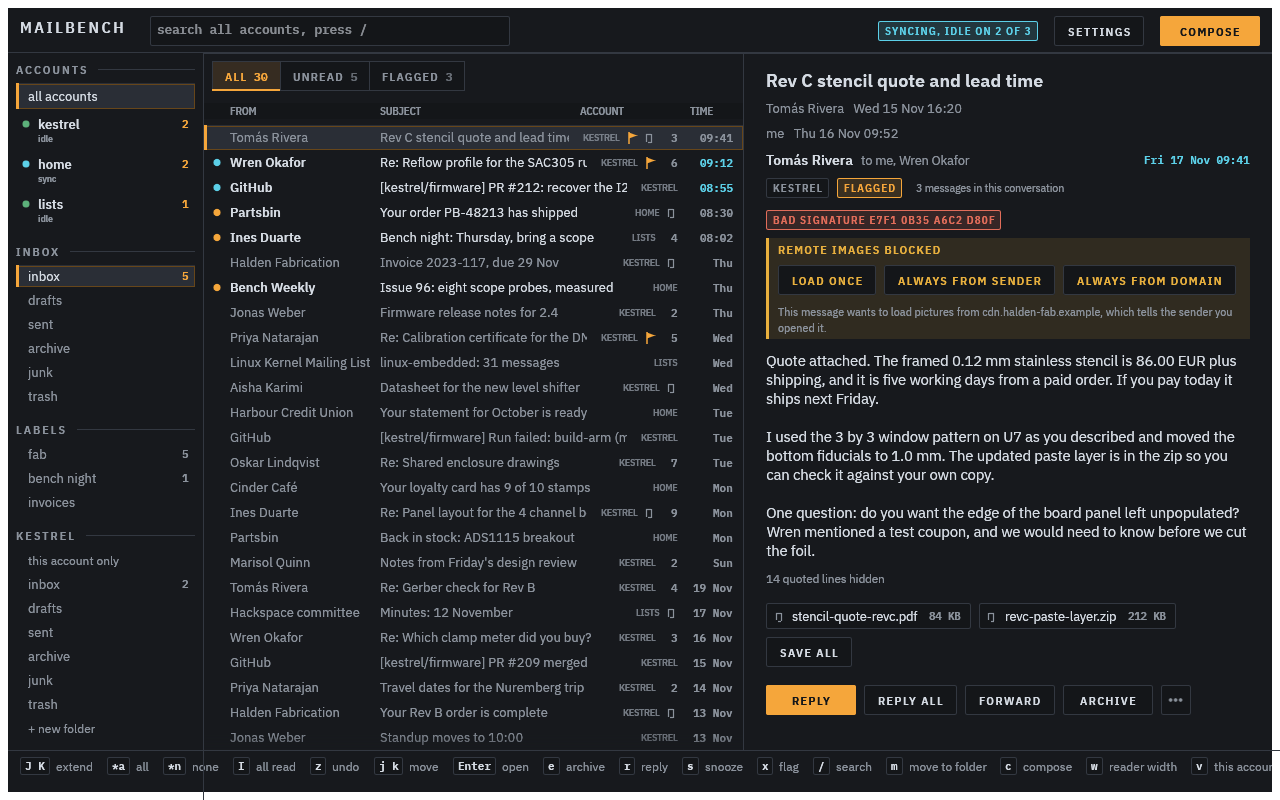 MAILBENCH
search all accounts, press /
SYNCING, IDLE ON 2 OF 3
SETTINGS
COMPOSE
ACCOUNTS
all accounts
kestrel 2
idle
home 2
sync
lists 1
idle
INBOX
inbox 5
drafts
sent
archive
junk
trash
LABELS
fab 5
bench night 1
invoices
KESTREL
this account only
inbox 2
drafts
sent
archive
junk
trash
+ new folder
ALL 30 UNREAD 5 FLAGGED 3
FROM SUBJECT ACCOUNT TIME
Tomás Rivera Rev C stencil quote and lead time KESTREL 3 09:41
Wren Okafor Re: Reflow profile for the SAC305 ru KESTREL 6 09:12
GitHub [kestrel/firmware] PR #212: recover the I2 KESTREL 08:55
Partsbin Your order PB-48213 has shipped HOME 08:30
Ines Duarte Bench night: Thursday, bring a scope LISTS 4 08:02
Halden Fabrication Invoice 2023-117, due 29 Nov KESTREL Thu
Bench Weekly Issue 96: eight scope probes, measured HOME Thu
Jonas Weber Firmware release notes for 2.4 KESTREL 2 Thu
Priya Natarajan Re: Calibration certificate for the DM KESTREL 5 Wed
Linux Kernel Mailing List linux-embedded: 31 messages LISTS Wed
Aisha Karimi Datasheet for the new level shifter KESTREL Wed
Harbour Credit Union Your statement for October is ready HOME Tue
GitHub [kestrel/firmware] Run failed: build-arm (m KESTREL Tue
Oskar Lindqvist Re: Shared enclosure drawings KESTREL 7 Tue
Cinder Café Your loyalty card has 9 of 10 stamps HOME Mon
Ines Duarte Re: Panel layout for the 4 channel b KESTREL 9 Mon
Partsbin Back in stock: ADS1115 breakout HOME Mon
Marisol Quinn Notes from Friday's design review KESTREL 2 Sun
Tomás Rivera Re: Gerber check for Rev B KESTREL 4 19 Nov
Hackspace committee Minutes: 12 November LISTS 17 Nov
Wren Okafor Re: Which clamp meter did you buy? KESTREL 3 16 Nov
GitHub [kestrel/firmware] PR #209 merged KESTREL 15 Nov
Priya Natarajan Travel dates for the Nuremberg trip KESTREL 2 14 Nov
Halden Fabrication Your Rev B order is complete KESTREL 13 Nov
Jonas Weber Standup moves to 10:00 KESTREL 13 Nov
Rev C stencil quote and lead time
Tomás Rivera Wed 15 Nov 16:20
me Thu 16 Nov 09:52
Tomás Rivera to me, Wren Okafor Fri 17 Nov 09:41
KESTREL FLAGGED 3 messages in this conversation
BAD SIGNATURE E7F1 0B35 A6C2 D80F
REMOTE IMAGES BLOCKED
LOAD ONCE ALWAYS FROM SENDER ALWAYS FROM DOMAIN
This message wants to load pictures from cdn.halden-fab.example, which tells the sender you
opened it.
Quote attached. The framed 0.12 mm stainless stencil is 86.00 EUR plus
shipping, and it is five working days from a paid order. If you pay today it
ships next Friday.
I used the 3 by 3 window pattern on U7 as you described and moved the
bottom fiducials to 1.0 mm. The updated paste layer is in the zip so you
can check it against your own copy.
One question: do you want the edge of the board panel left unpopulated?
Wren mentioned a test coupon, and we would need to know before we cut
the foil.
14 quoted lines hidden
stencil-quote-revc.pdf 84 KB revc-paste-layer.zip 212 KB
SAVE ALL
REPLY REPLY ALL FORWARD ARCHIVE •••
J K extend *a all *n none I all read z undo j k move Enter open e archive r reply s snooze x flag / search m move to folder c compose w reader width v this accoun